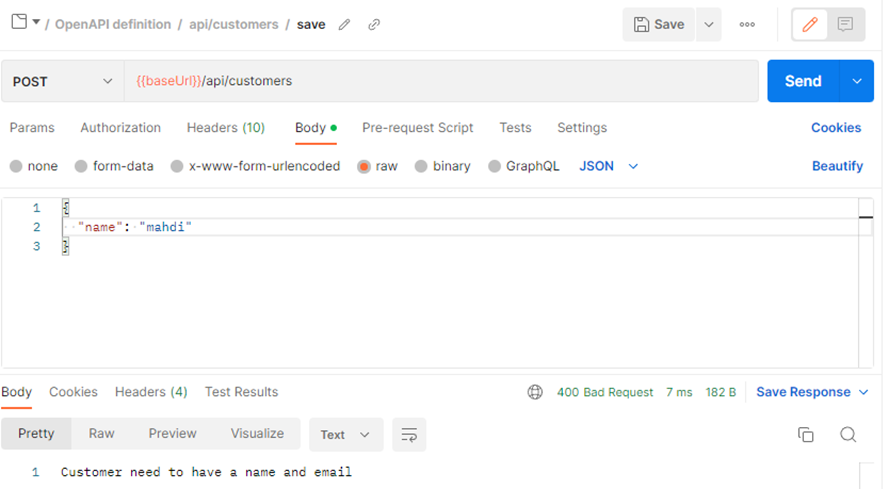 / OpenAPI definition / api/customers / save
Save
POST
{{baseUrl}}/api/customers
Send
Params Authorization Headers (10) Body Pre-request Script Tests Settings Cookies
none form-data x-www-form-urlencoded raw binary GraphQL JSON Beautify
1 {
2 "name": "mahdi"
3 }
Body Cookies Headers (4) Test Results 400 Bad Request 7 ms 182 B Save Response
Pretty Raw Preview Visualize Text
1 Customer need to have a name and email